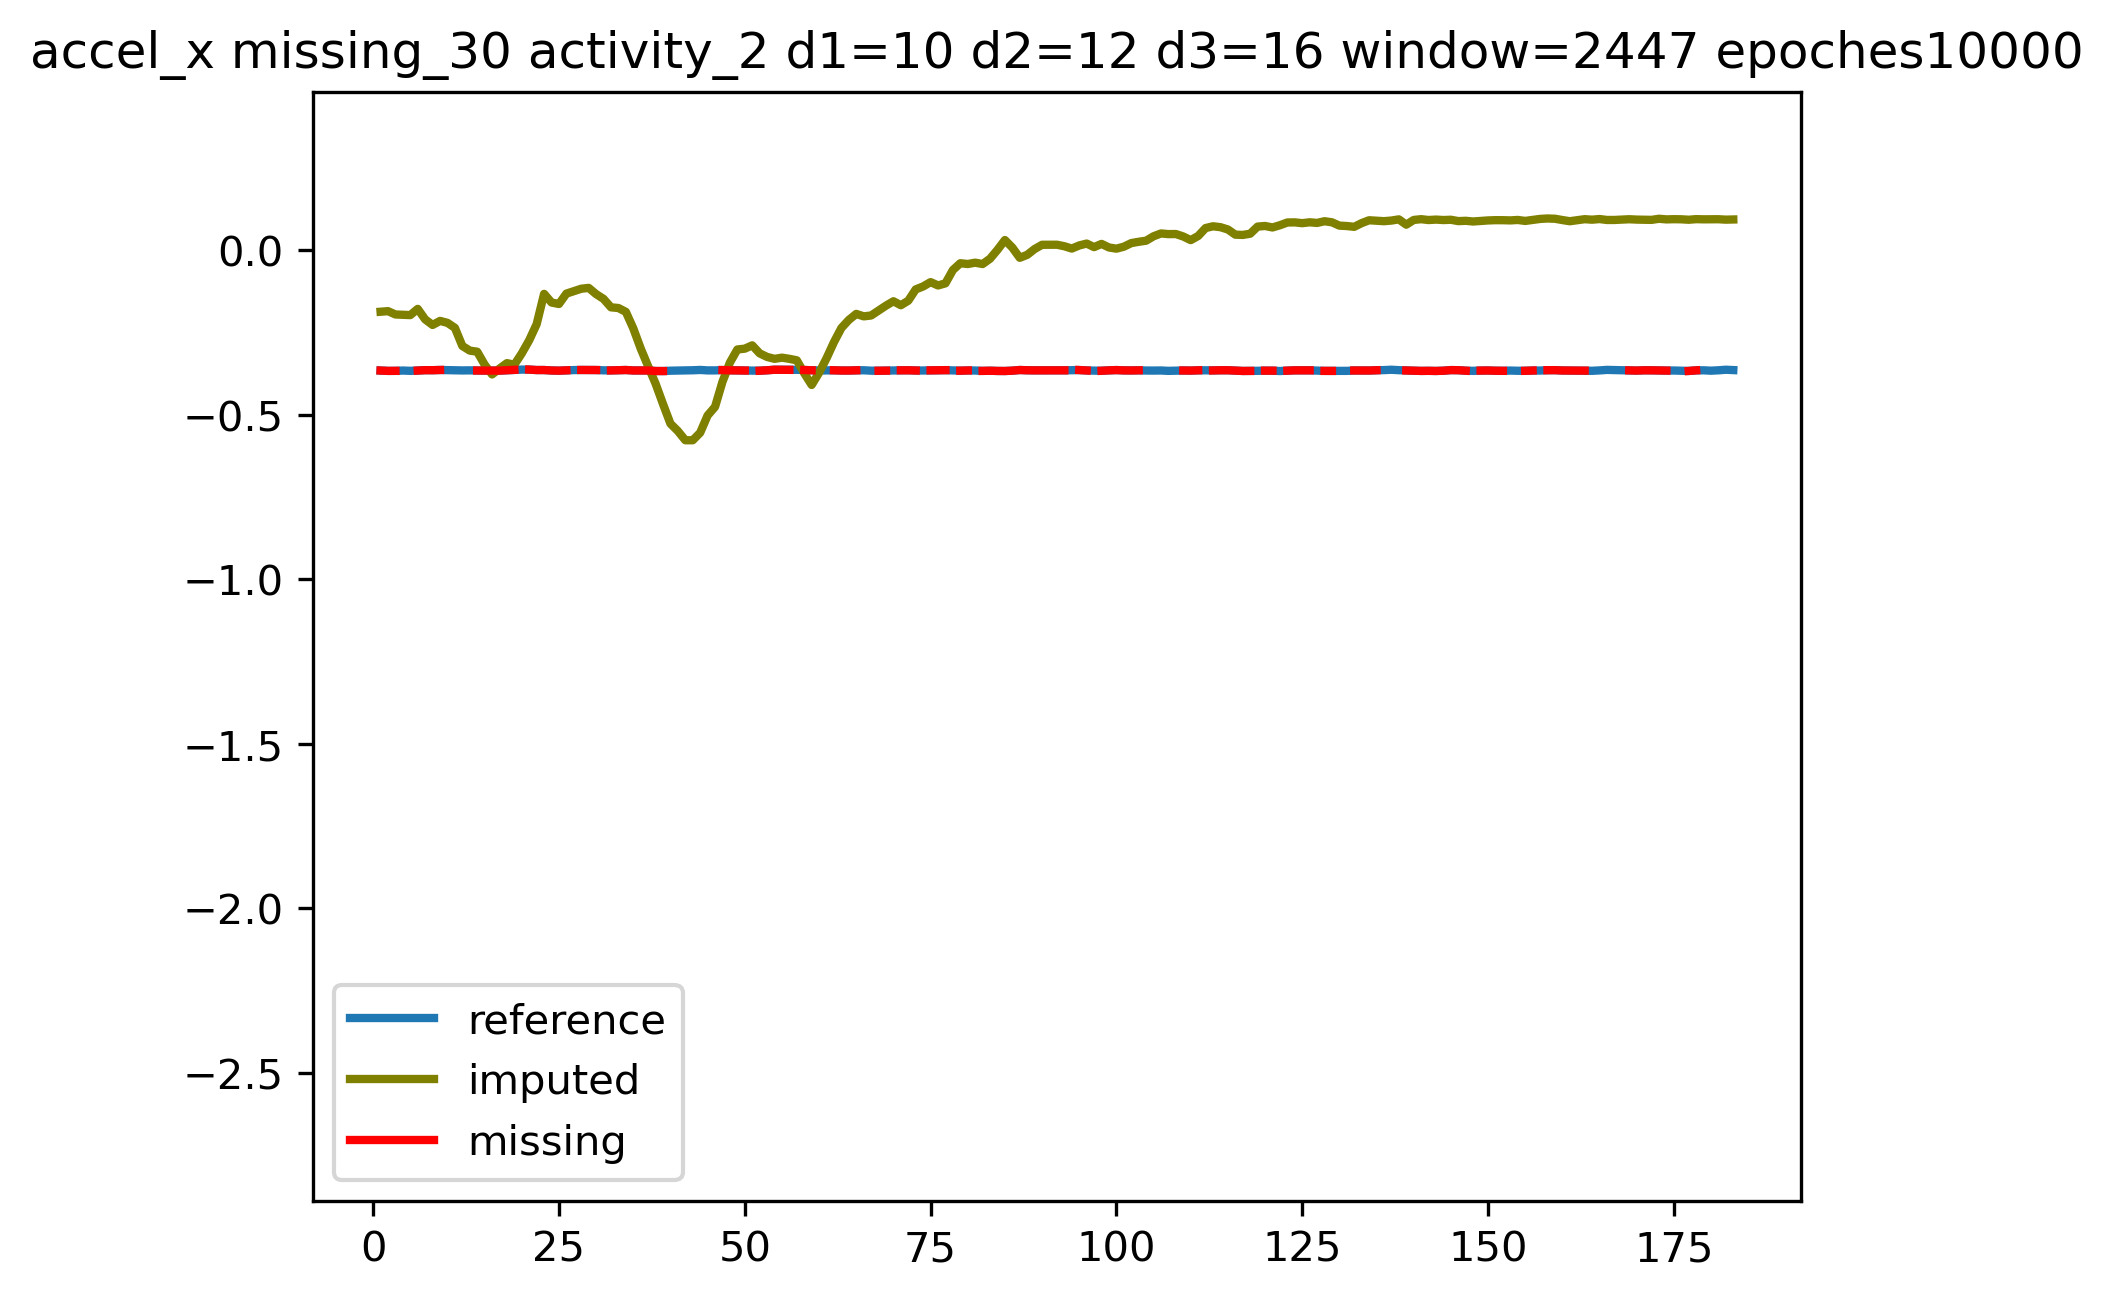 accel_x missing_30 activity_2 d1=10 d2=12 d3=16 window=2447 epoches10000
0.0
−0.5
−1.0
−1.5
−2.0
−2.5
reference
imputed
missing
0 25 50 75 100 125 150 175